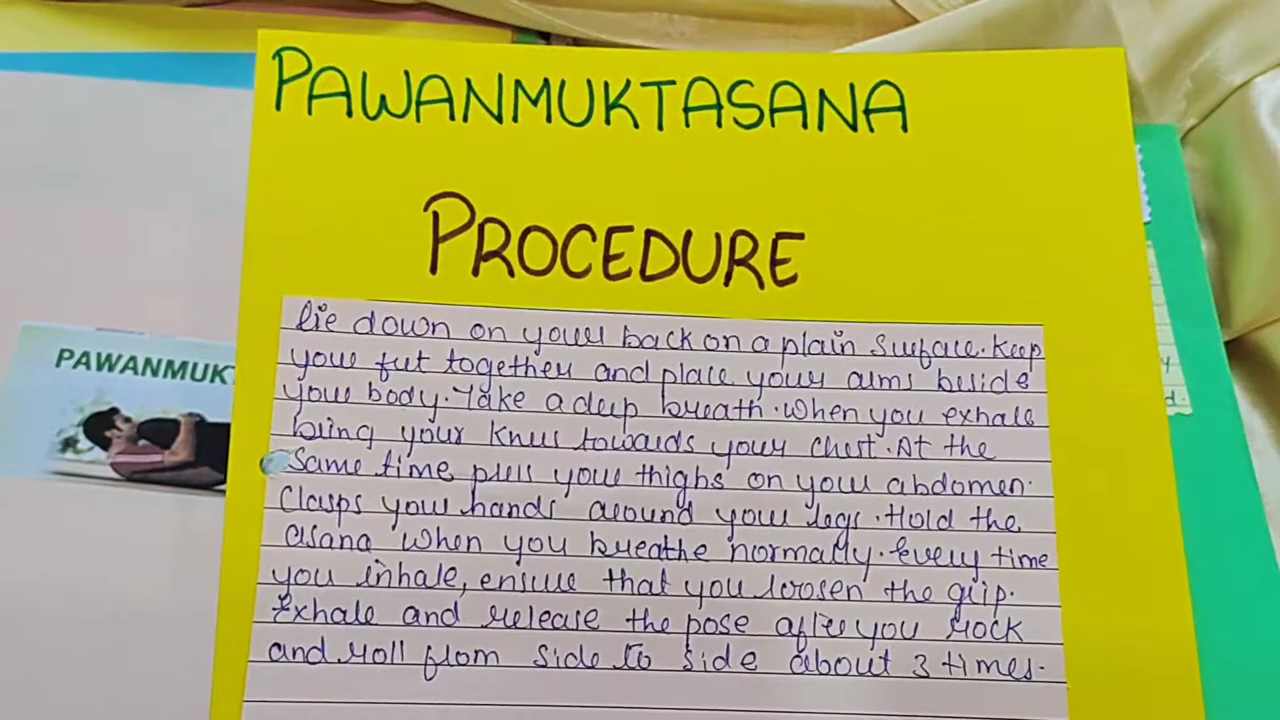 PAWANMUKTASANA
PROCEDURE
lie down on your back on a plain surface. Keep
your feet together and place your arms beside
your body. Take a deep breath. when you exhale
bring your knees towards your chest. At the
same time press your thighs on your abdomen.
Clasps your hands around your legs. Hold the
asana when you breathe normally. Every time
you inhale, ensure that you loosen the grip.
Exhale and release the pose after you rock
and roll from side to side about 3 times.
PAWANMUKT